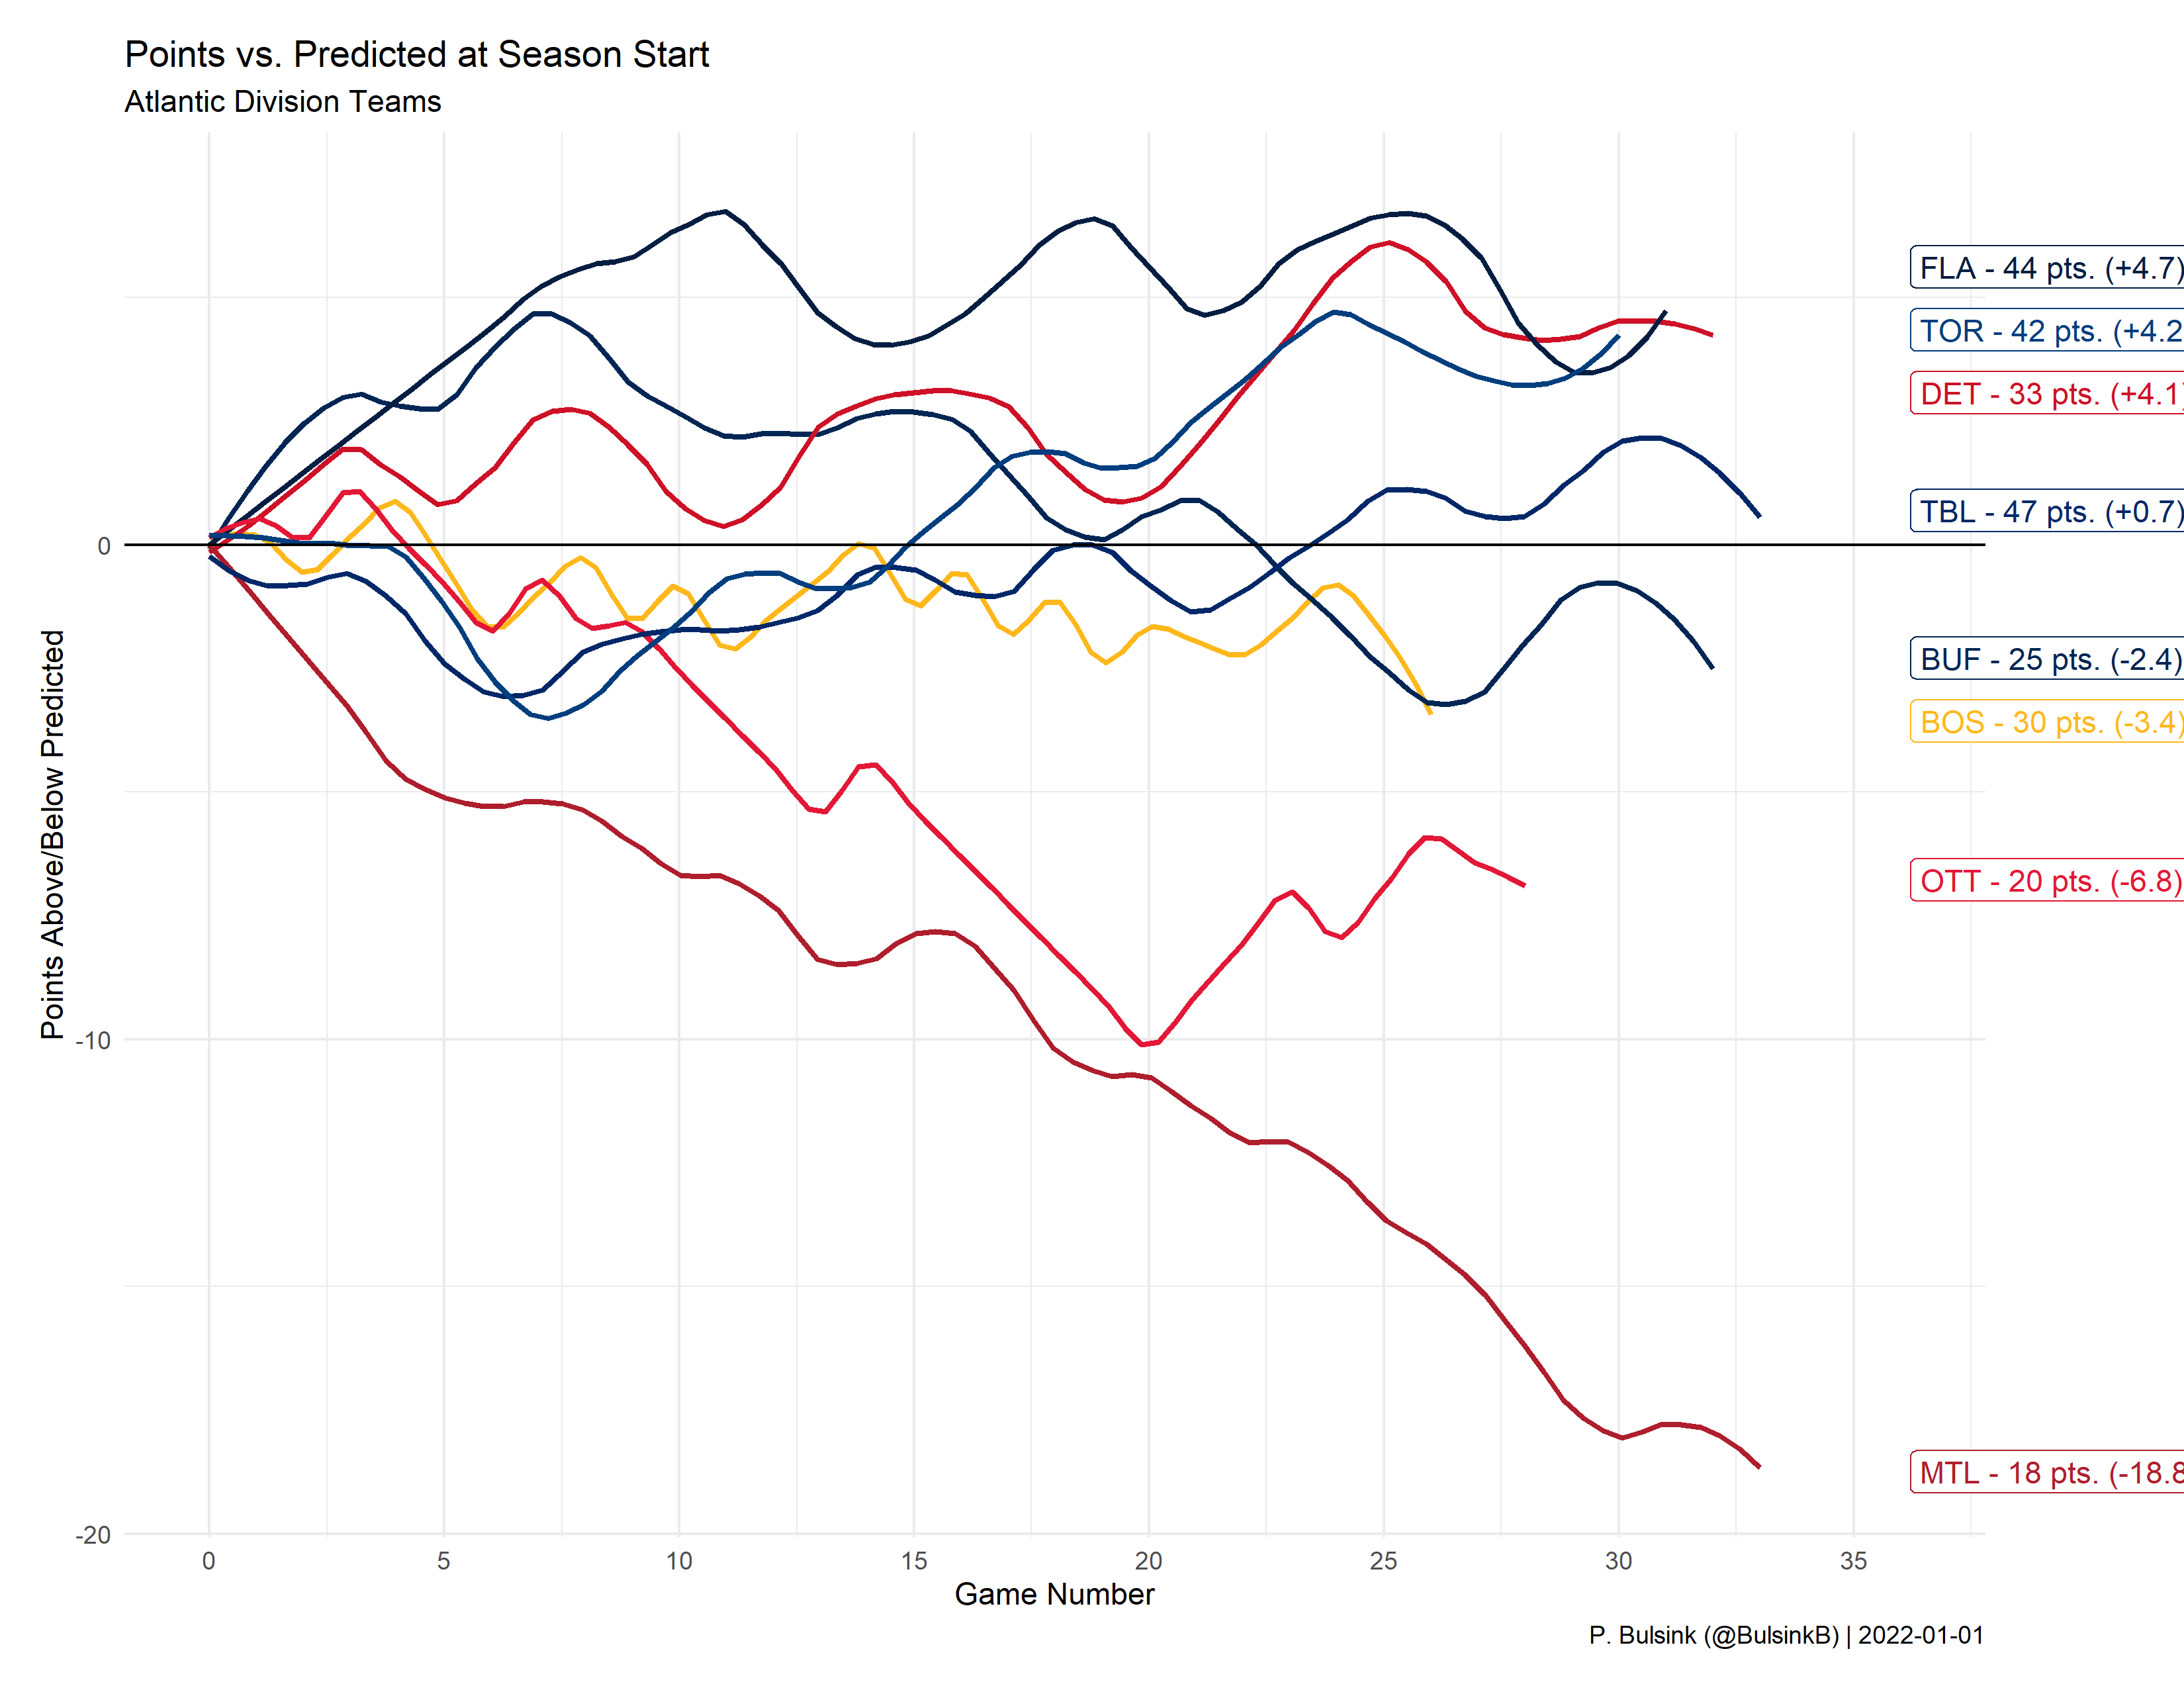 Points vs. Predicted at Season Start
Atlantic Division Teams
FLA - 44 pts. (+4.7)
TOR - 42 pts. (+4.2
DET - 33 pts. (+4.1)
TBL - 47 pts. (+0.7)
BUF - 25 pts. (-2.4)
BOS - 30 pts. (-3.4)
OTT - 20 pts. (-6.8)
MTL - 18 pts. (-18.8
Points Above/Below Predicted
0
-10
-20
0 5 10 15 20 25 30 35
Game Number
P. Bulsink (@BulsinkB) | 2022-01-01